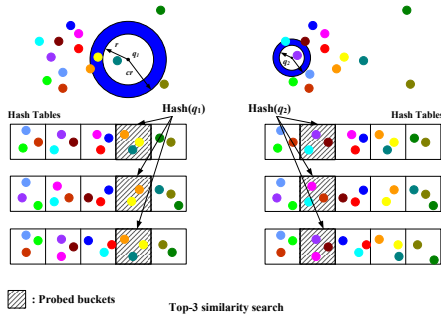 r
q1
cr
q2
Hash Tables
Hash(q1)
Hash(q2)
Hash Tables
: Probed buckets
Top-3 similarity search